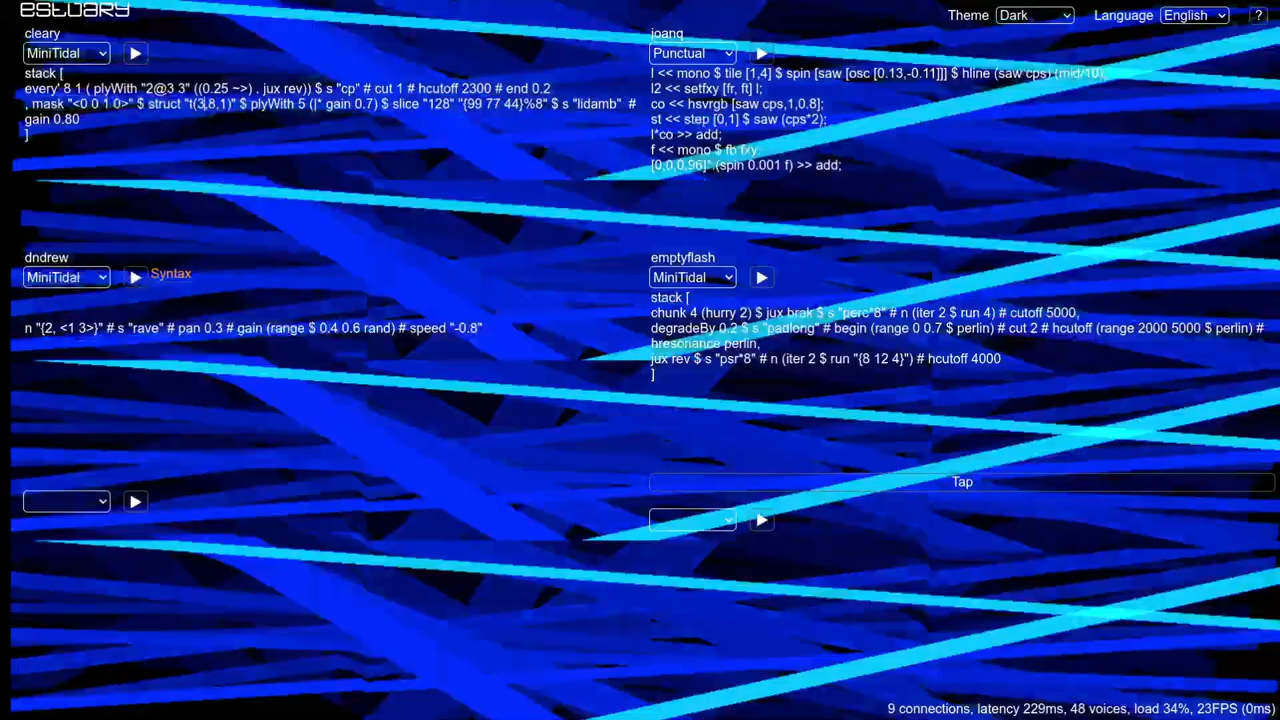 estuary
Theme Dark Language English ?
cleary
MiniTidal
stack [
every' 8 1 ( plyWith "2@3 3" ((0.25 ~>) . jux rev)) $ s "cp" # cut 1 # hcutoff 2300 # end 0.2
, mask "<0 0 1 0>" $ struct "t(3,8,1)" $ plyWith 5 (|* gain 0.7) $ slice "128" "{99 77 44}%8" $ s "lidamb" #
gain 0.80
]
joanq
Punctual
l << mono $ tile [1,4] $ spin [saw [osc [0.13,-0.11]]] $ hline (saw cps) (mid/10);
l2 << setfxy [fr, ft] l;
co << hsvrgb [saw cps,1,0.8];
st << step [0,1] $ saw (cps*2);
l*co >> add;
f << mono $ fb fxy;
[0,0,0.96]*(spin 0.001 f) >> add;
dndrew
MiniTidal Syntax
n "{2, <1 3>}" # s "rave" # pan 0.3 # gain (range $ 0.4 0.6 rand) # speed "-0.8"
emptyflash
MiniTidal
stack [
chunk 4 (hurry 2) $ jux brak $ s "perc*8" # n (iter 2 $ run 4) # cutoff 5000,
degradeBy 0.2 $ s "padlong" # begin (range 0 0.7 $ perlin) # cut 2 # hcutoff (range 2000 5000 $ perlin) #
hresonance perlin,
jux rev $ s "psr*8" # n (iter 2 $ run "{8 12 4}") # hcutoff 4000
]
Tap
9 connections, latency 229ms, 48 voices, load 34%, 23FPS (0ms)